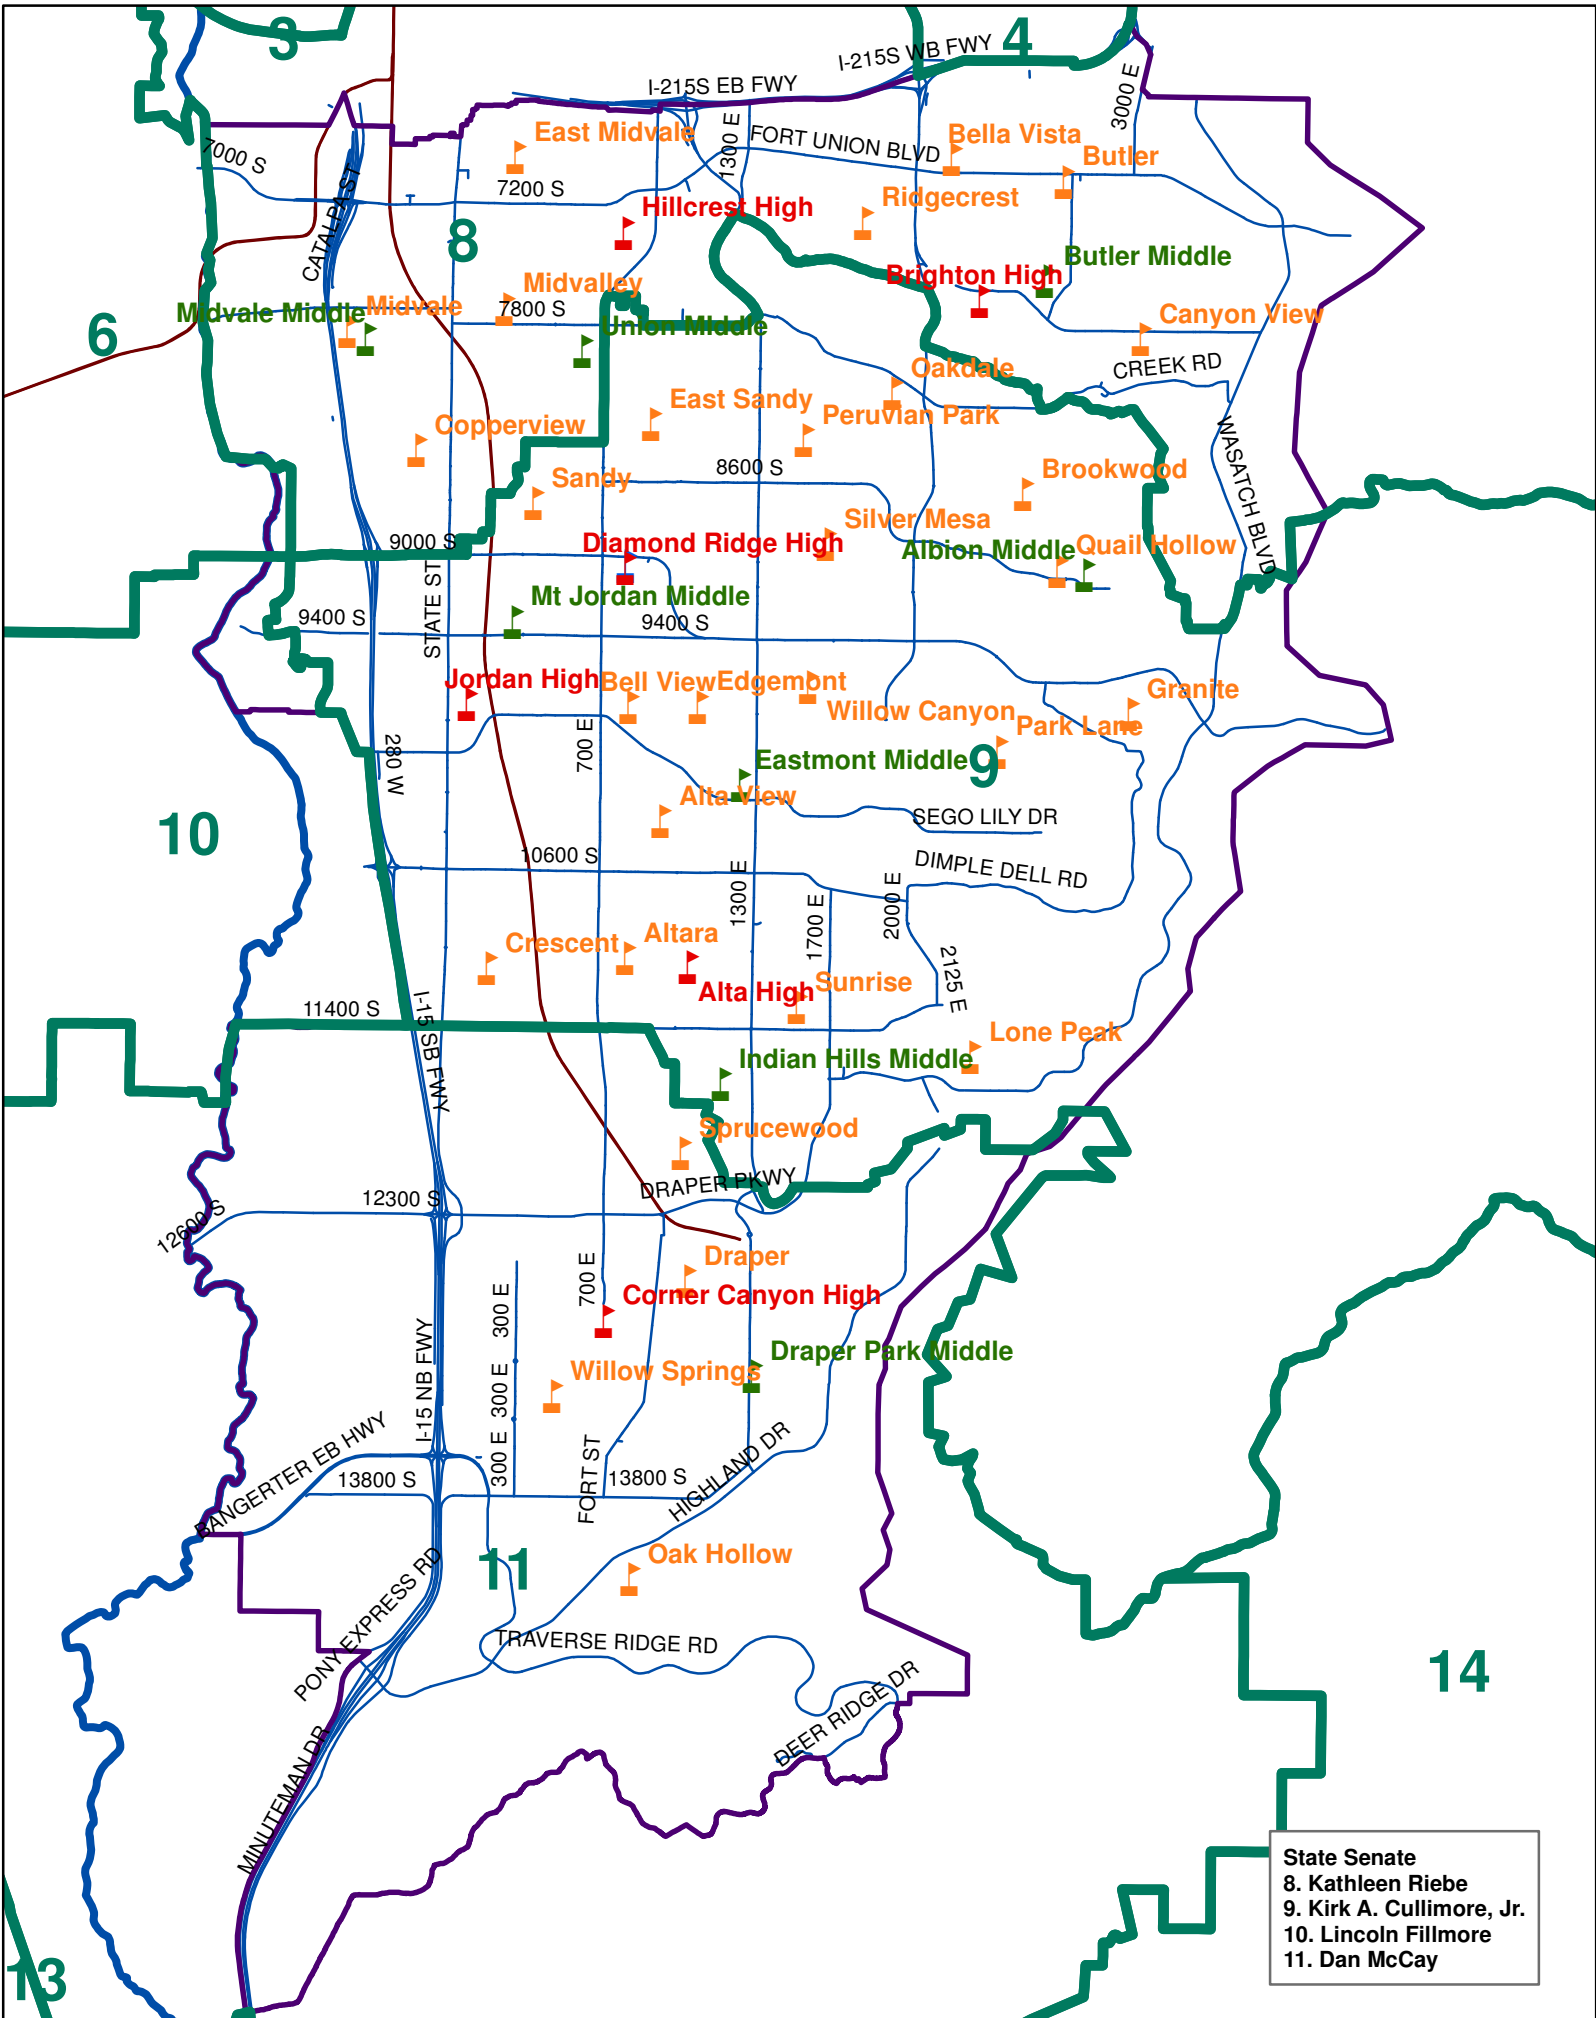 3
4
I-215S WB FWY
I-215S EB FWY
3000 E
East Midvale
1300 E
FORT UNION BLVD
Bella Vista
Butler
7000 S
7200 S
CATALPA ST
Ridgecrest
Hillcrest High
8
Butler Middle
Brighton High
Midvalley
Midvale Middle
Midvale
7800 S
Canyon View
6
Union Middle
CREEK RD
Oakdale
East Sandy
Peruvian Park
Copperview
WASATCH BLVD
8600 S
Brookwood
Sandy
Silver Mesa
9000 S
Diamond Ridge High
Albion Middle
Quail Hollow
STATE ST
Mt Jordan Middle
9400 S
9400 S
Jordan High
Bell View
Edgemont
Granite
Willow Canyon
Park Lane
280 W
700 E
Eastmont Middle
9
Alta View
SEGO LILY DR
10
10600 S
DIMPLE DELL RD
1300 E
1700 E
2000 E
2125 E
Crescent
Altara
Alta High
Sunrise
11400 S
I-15 SB FWY
Lone Peak
Indian Hills Middle
Sprucewood
DRAPER PKWY
12300 S
12600 S
Draper
700 E
Corner Canyon High
300 E
I-15 NB FWY
Draper Park Middle
Willow Springs
300 E
BANGERTER EB HWY
300 E
FORT ST
13800 S
13800 S
HIGHLAND DR
11
Oak Hollow
PONY EXPRESS RD
TRAVERSE RIDGE RD
14
DEER RIDGE DR
MINUTEMAN DR
State Senate
8. Kathleen Riebe
9. Kirk A. Cullimore, Jr.
10. Lincoln Fillmore
11. Dan McCay
13